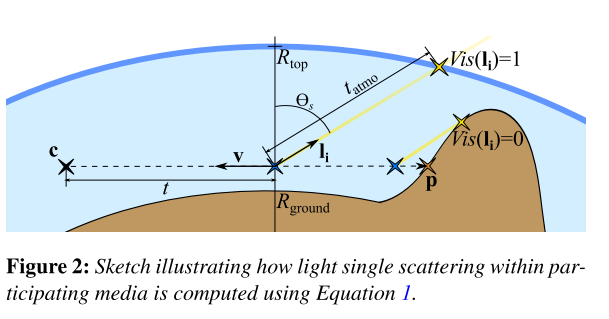 R_top
Vis(l_i)=1
t_atmo
Θ_s
Vis(l_i)=0
c
v
l_i
t
p
R_ground
Figure 2: Sketch illustrating how light single scattering within par-
ticipating media is computed using Equation 1.